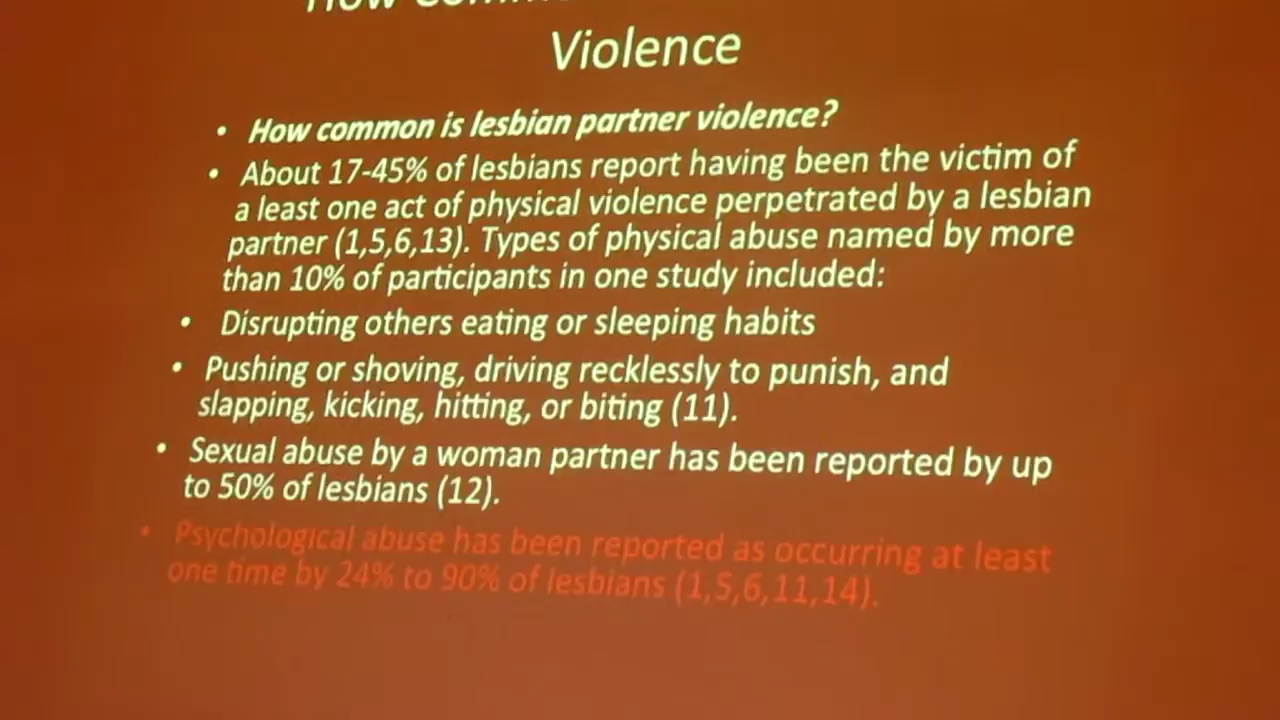 How
Violence
• How common is lesbian partner violence?
• About 17-45% of lesbians report having been the victim of
a least one act of physical violence perpetrated by a lesbian
partner (1,5,6,13). Types of physical abuse named by more
than 10% of participants in one study included:
• Disrupting others eating or sleeping habits
• Pushing or shoving, driving recklessly to punish, and
slapping, kicking, hitting, or biting (11).
• Sexual abuse by a woman partner has been reported by up
to 50% of lesbians (12).
• Psychological abuse has been reported as occurring at least
one time by 24% to 90% of lesbians (1,5,6,11,14).